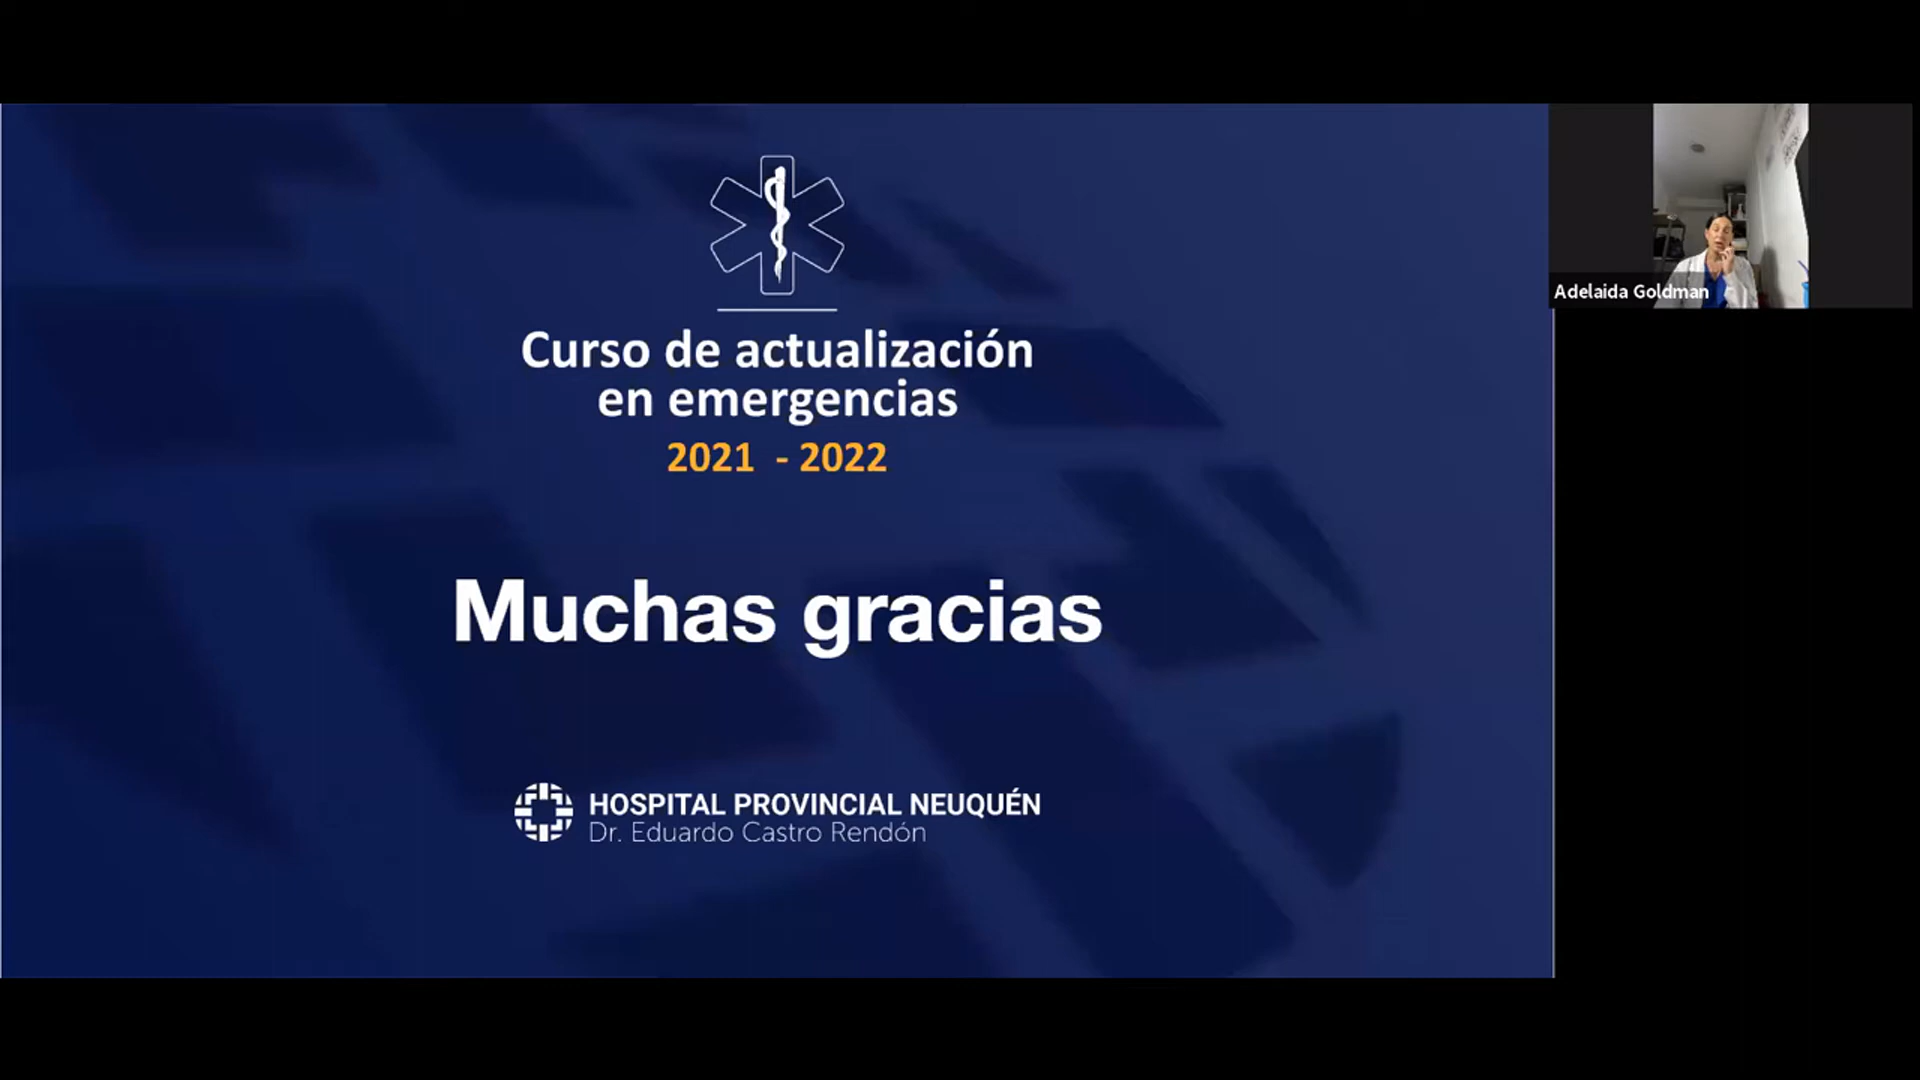 Curso de actualización
en emergencias
2021 - 2022
Muchas gracias
HOSPITAL PROVINCIAL NEUQUÉN
Dr. Eduardo Castro Rendón
Adelaida Goldman